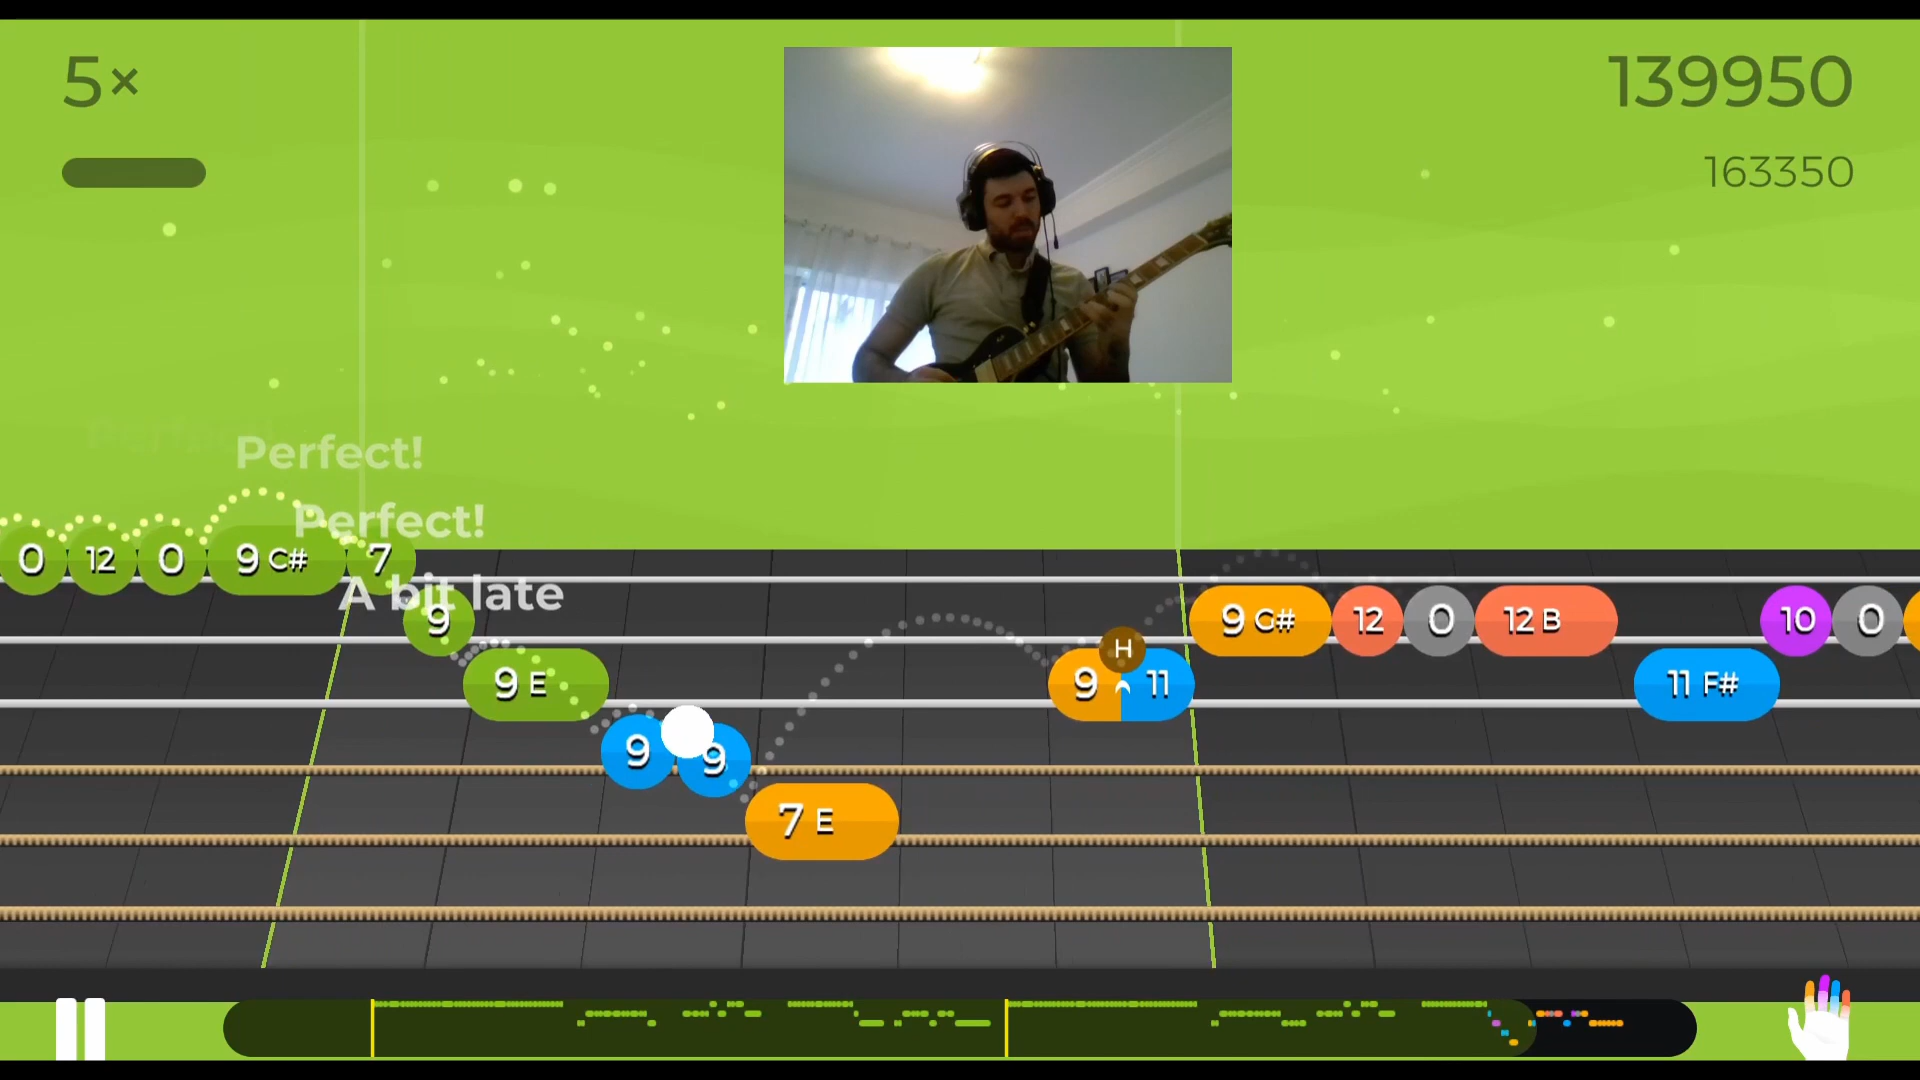 5×
139950
163350
Perfect!
Perfect!
Perfect!
A bit late
0 12 0 9 C# 7
9
9 E
9 9
7 E
9 H 11
9 G# 12 0 12 B
11 F#
10 0